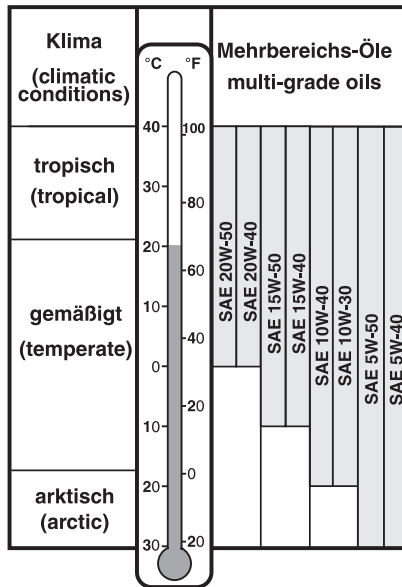 Klima
(climatic
conditions)
°C °F
Mehrbereichs-Öle
multi-grade oils
tropisch
(tropical)
gemäßigt
(temperate)
arktisch
(arctic)
40
30
20
10
0
10
20
30
100
80
60
40
20
0
20
SAE 20W-50
SAE 20W-40
SAE 15W-50
SAE 15W-40
SAE 10W-40
SAE 10W-30
SAE 5W-50
SAE 5W-40